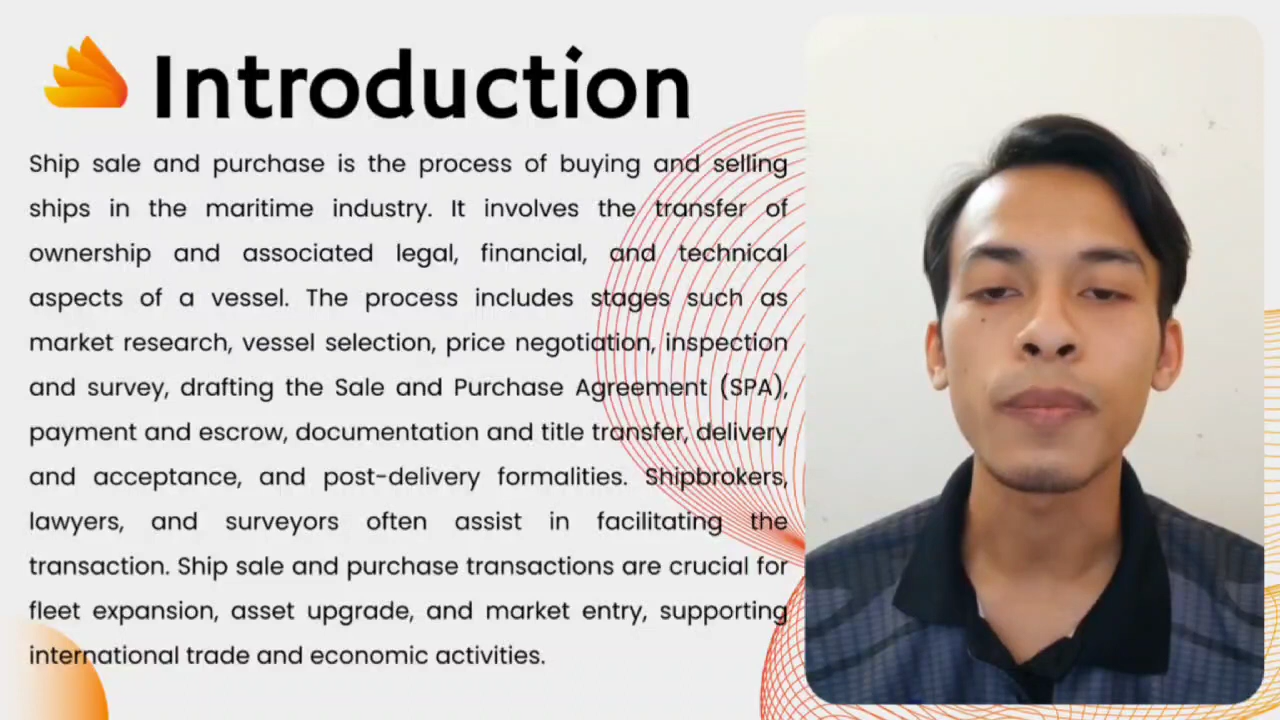 Introduction
Ship sale and purchase is the process of buying and selling
ships in the maritime industry. It involves the transfer of
ownership and associated legal, financial, and technical
aspects of a vessel. The process includes stages such as
market research, vessel selection, price negotiation, inspection
and survey, drafting the Sale and Purchase Agreement (SPA),
payment and escrow, documentation and title transfer, delivery
and acceptance, and post-delivery formalities. Shipbrokers,
lawyers, and surveyors often assist in facilitating the
transaction. Ship sale and purchase transactions are crucial for
fleet expansion, asset upgrade, and market entry, supporting
international trade and economic activities.